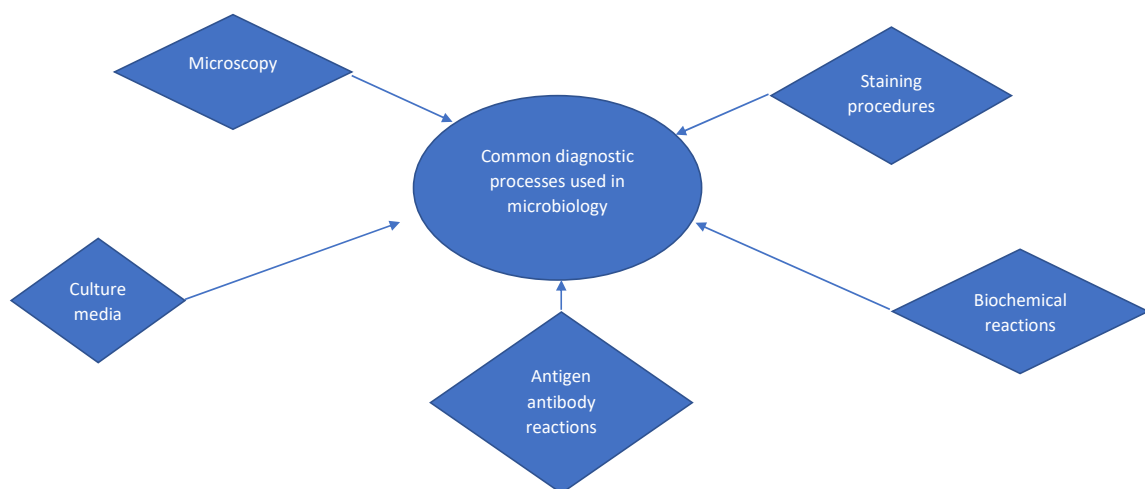 Microscopy
Staining
procedures
Common diagnostic
processes used in
microbiology
Culture
media
Biochemical
reactions
Antigen
antibody
reactions